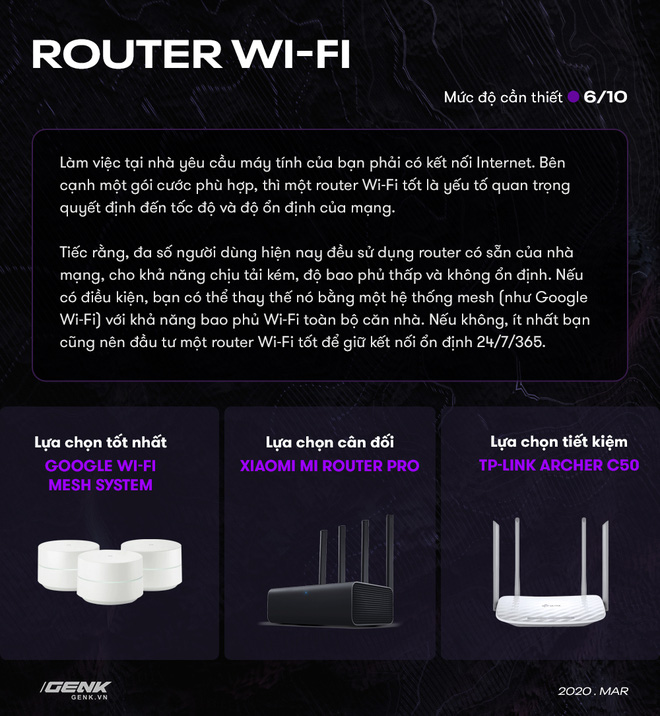 ROUTER WI-FI
Mức độ cần thiết 6/10
Làm việc tại nhà yêu cầu máy tính của bạn phải có kết nối Internet. Bên
cạnh một gói cước phù hợp, thì một router Wi-Fi tốt là yếu tố quan trọng
quyết định đến tốc độ và độ ổn định của mạng.
Tiếc rằng, đa số người dùng hiện nay đều sử dụng router có sẵn của nhà
mạng, cho khả năng chịu tải kém, độ bao phủ thấp và không ổn định. Nếu
có điều kiện, bạn có thể thay thế nó bằng một hệ thống mesh (như Google
Wi-Fi) với khả năng bao phủ Wi-Fi toàn bộ căn nhà. Nếu không, ít nhất bạn
cũng nên đầu tư một router Wi-Fi tốt để giữ kết nối ổn định 24/7/365.
Lựa chọn tốt nhất
GOOGLE WI-FI
MESH SYSTEM
Lựa chọn cân đối
XIAOMI MI ROUTER PRO
Lựa chọn tiết kiệm
TP-LINK ARCHER C50
/GENK
GENK.VN
2020 . MAR